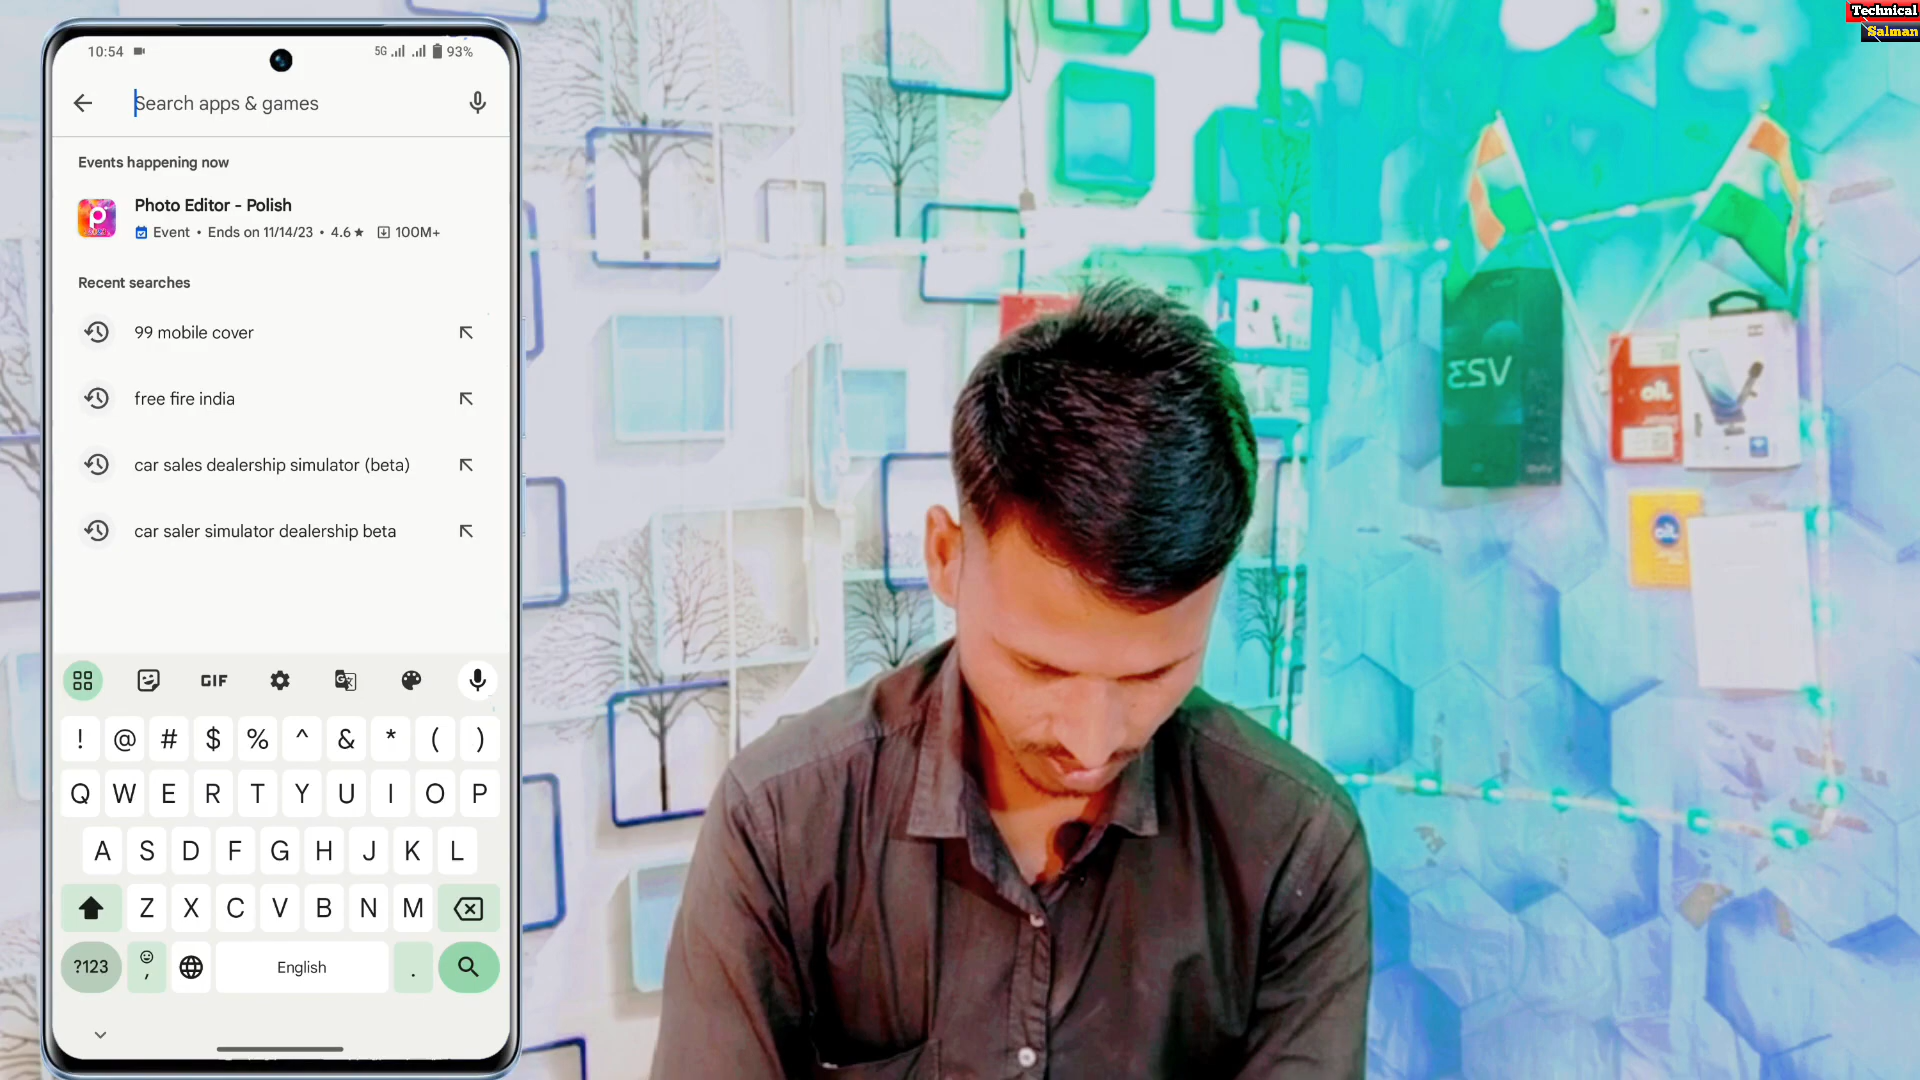 10:54
5G 93%
Search apps & games
Events happening now
Photo Editor - Polish
Event • Ends on 11/14/23 • 4.6★ 100M+
Recent searches
99 mobile cover
free fire india
car sales dealership simulator (beta)
car saler simulator dealership beta
GIF
! @ # $ % ^ & * ( )
Q W E R T Y U I O P
A S D F G H J K L
Z X C V B N M
?123 , English .
Technical
Salman
V23